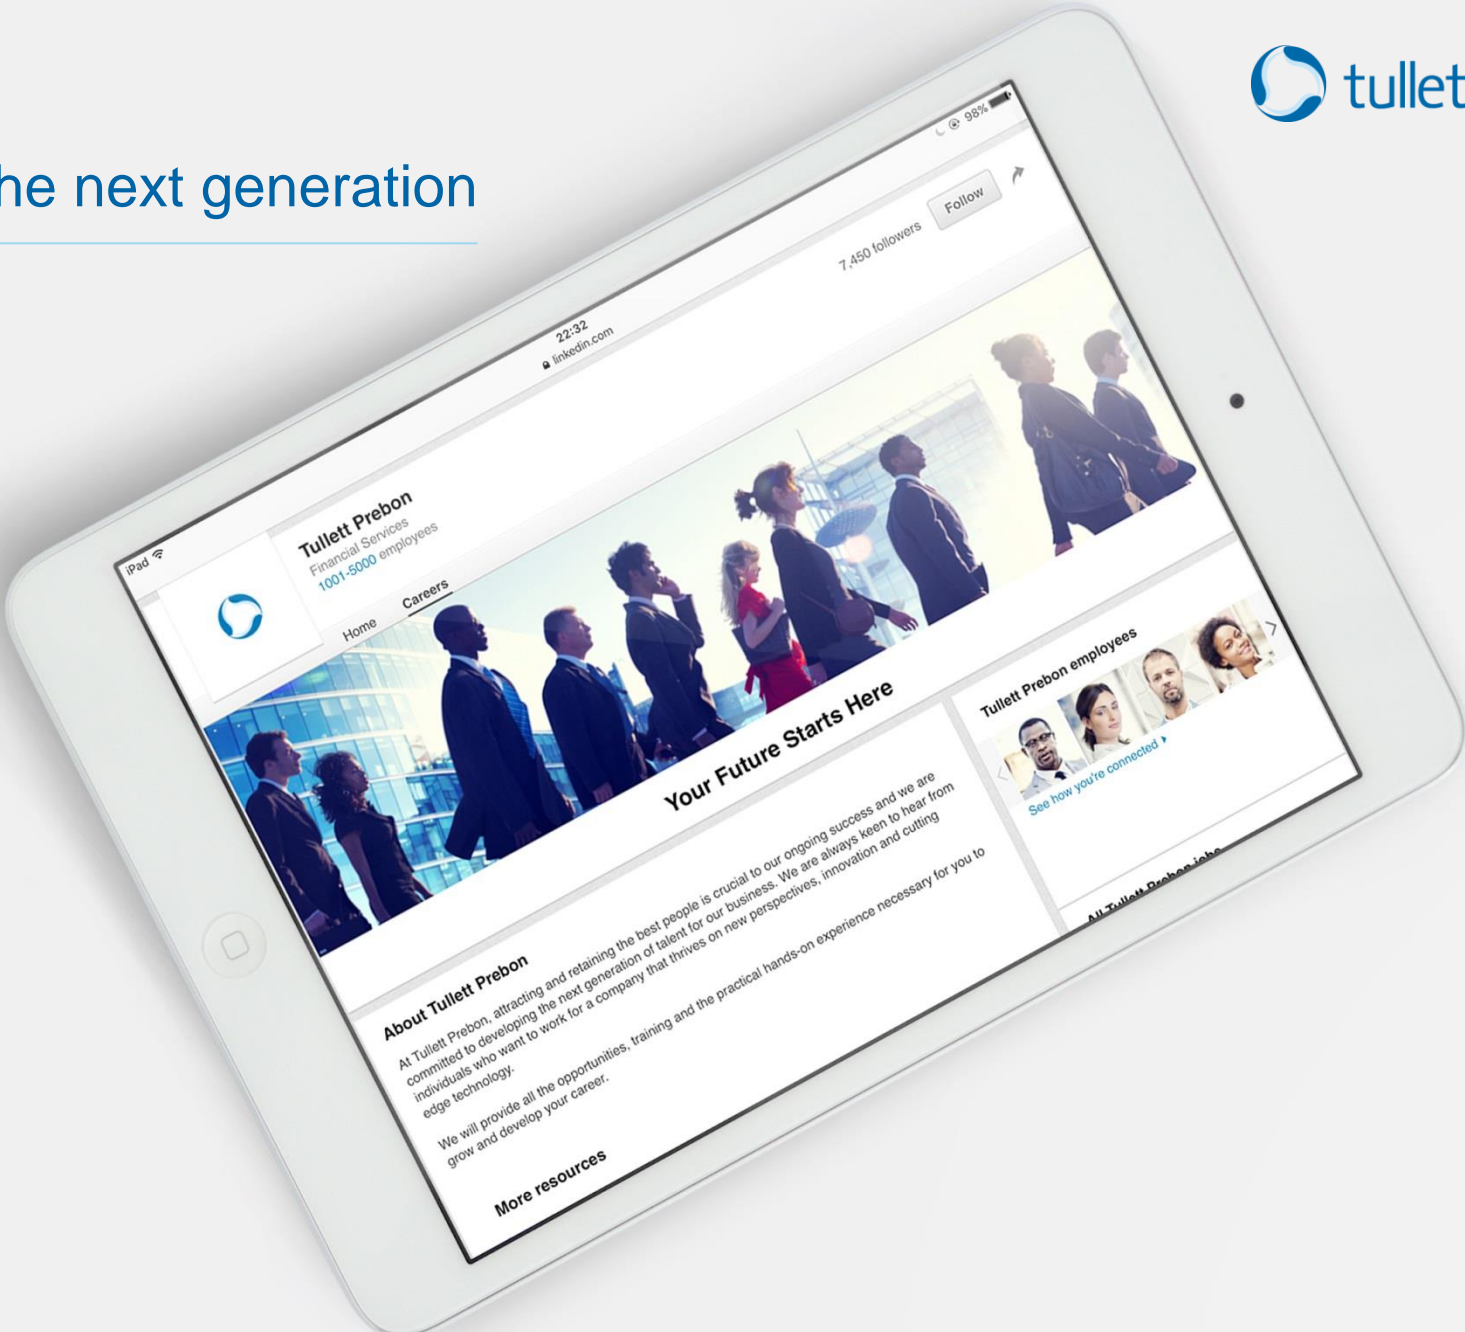 tullet
he next generation
iPad
22:32
98%
linkedin.com
Tullett Prebon
Financial Services
1001-5000 employees
7,450 followers
Follow
Home
Careers
Your Future Starts Here
About Tullett Prebon
At Tullett Prebon, attracting and retaining the best people is crucial to our ongoing success and we are
committed to developing the next generation of talent for our business. We are always keen to hear from
individuals who want to work for a company that thrives on new perspectives, innovation and cutting
edge technology.
We will provide all the opportunities, training and the practical hands-on experience necessary for you to
grow and develop your career.
More resources
Tullett Prebon employees
See how you're connected
All Tullett Prebon jobs